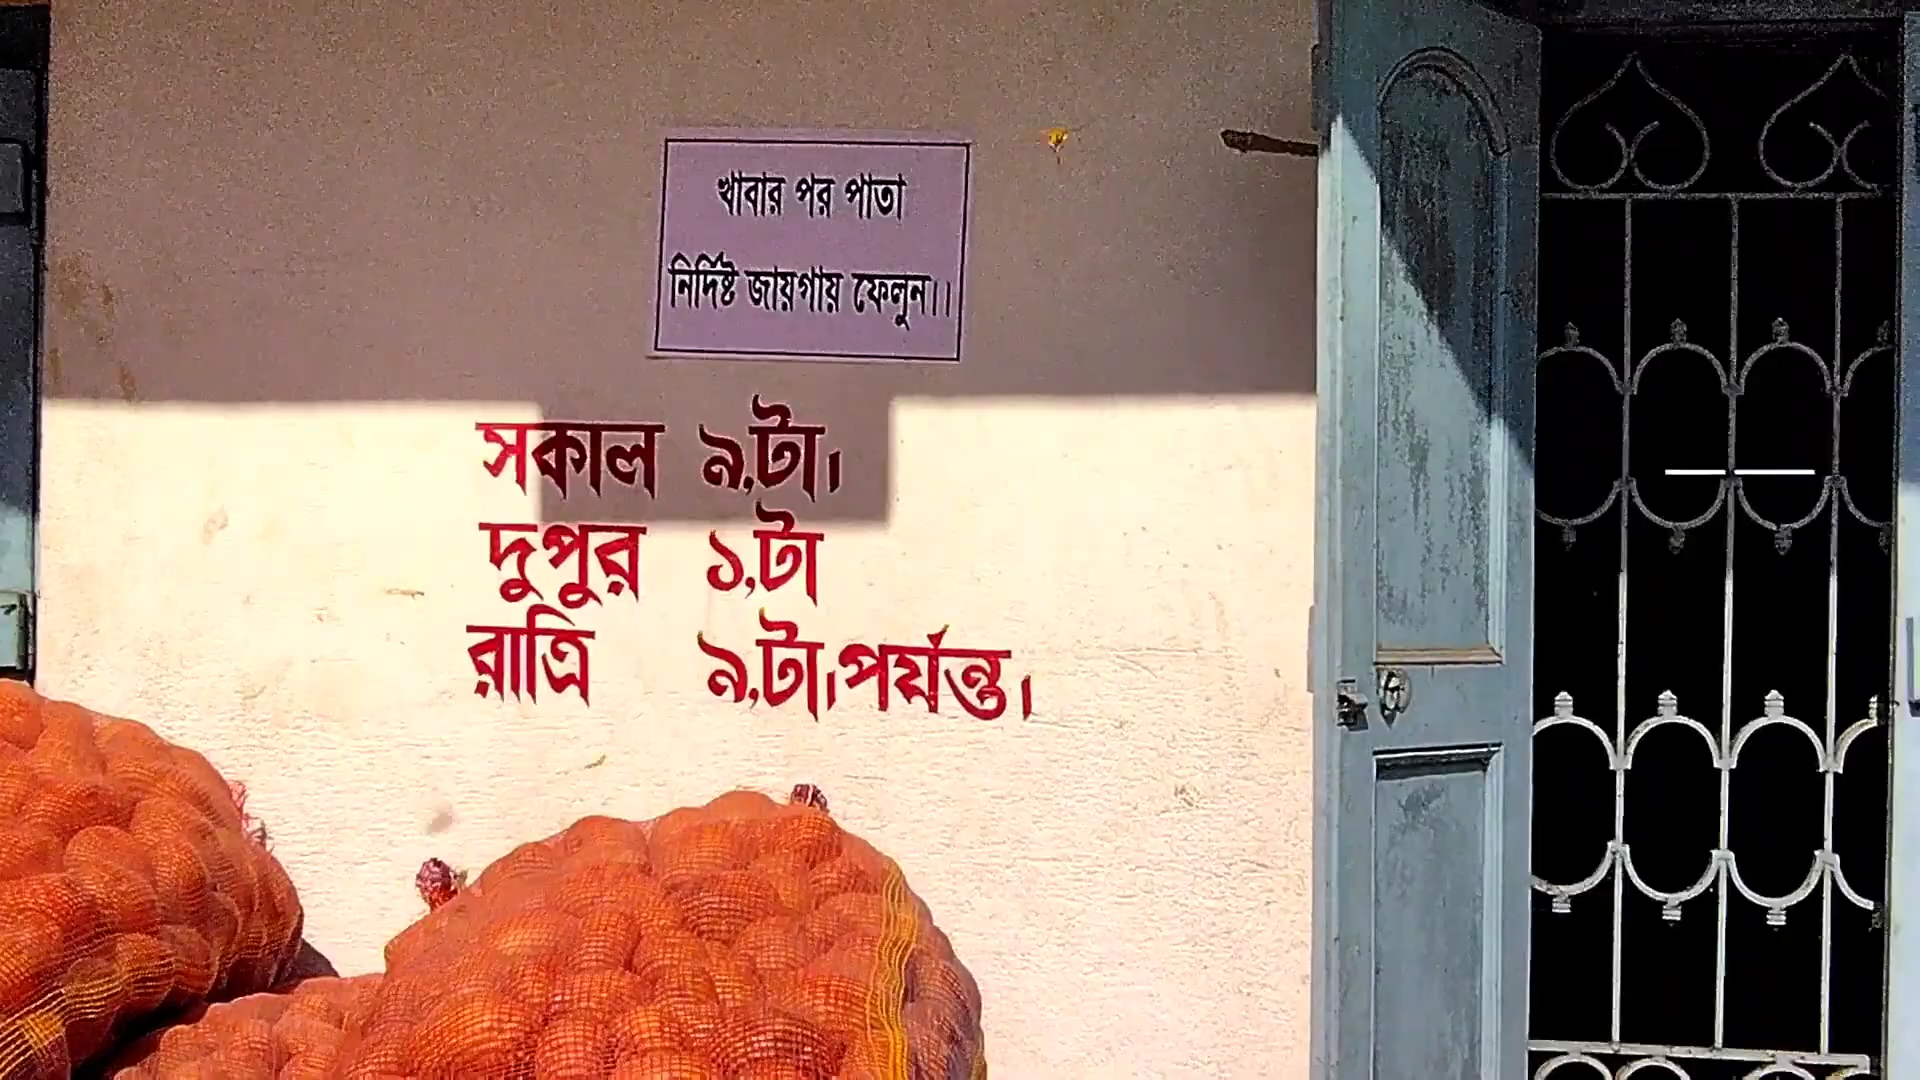 খাবার পর পাতা
নির্দিষ্ট জায়গায় ফেলুন।।
সকাল ৯.টা।
দুপুর ১.টা
রাত্রি ৯.টা।পর্যন্ত।